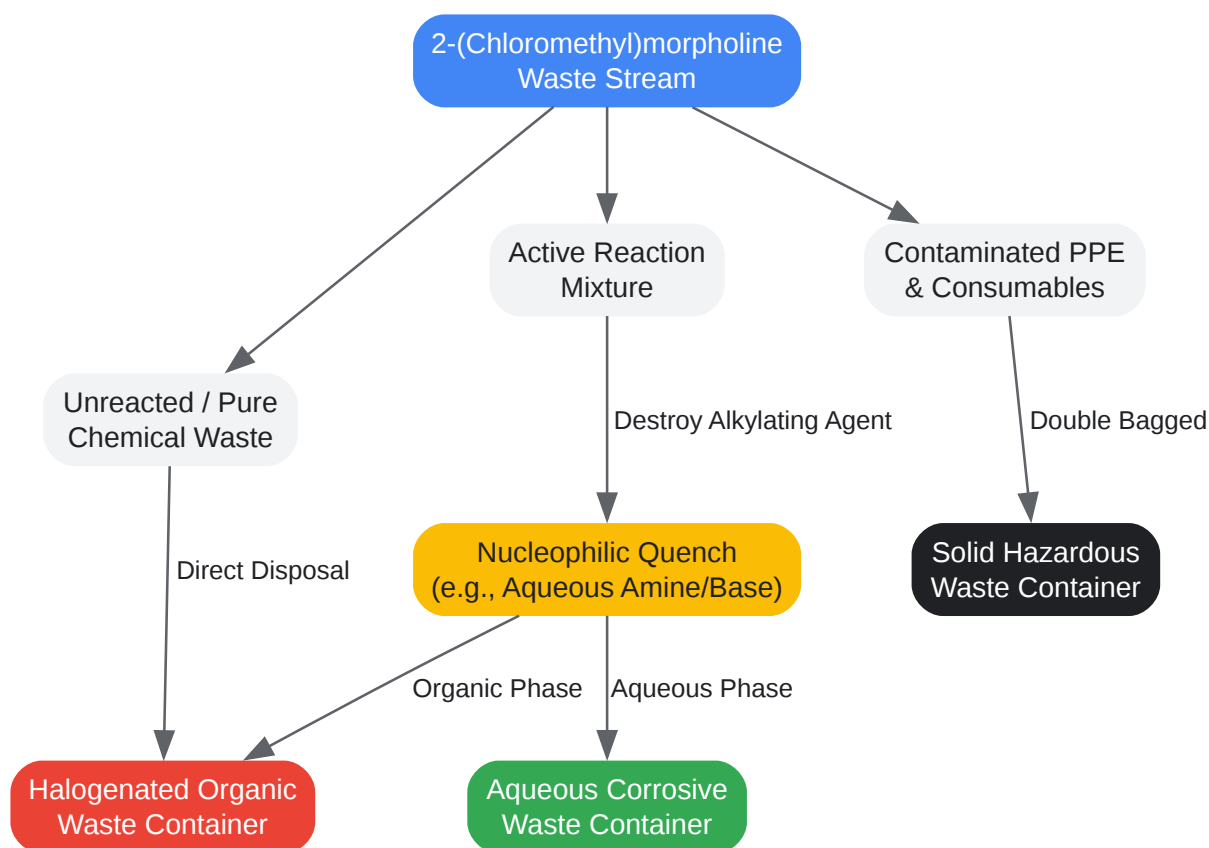 2-(Chloromethyl)morpholine
Waste Stream
Active Reaction
Mixture
Contaminated PPE
& Consumables
Unreacted / Pure
Chemical Waste
Destroy Alkylating Agent
Double Bagged
Direct Disposal
Nucleophilic Quench
(e.g., Aqueous Amine/Base)
Solid Hazardous
Waste Container
Organic Phase
Aqueous Phase
Halogenated Organic
Waste Container
Aqueous Corrosive
Waste Container